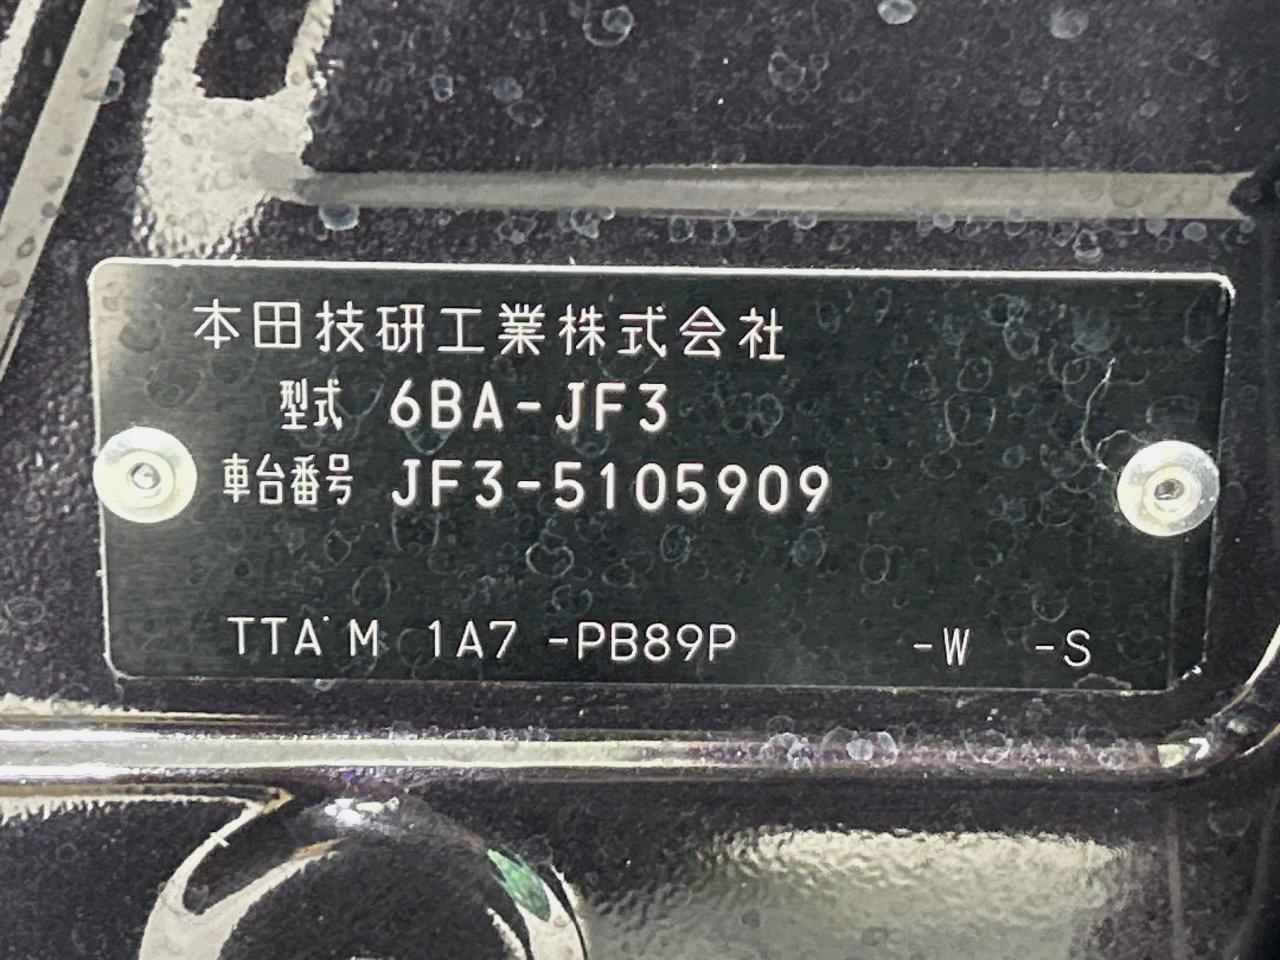 本田技研工業株式会社
型式 6BA-JF3
車台番号 JF3-5105909
TTA M 1A7 -PB89P -W -S